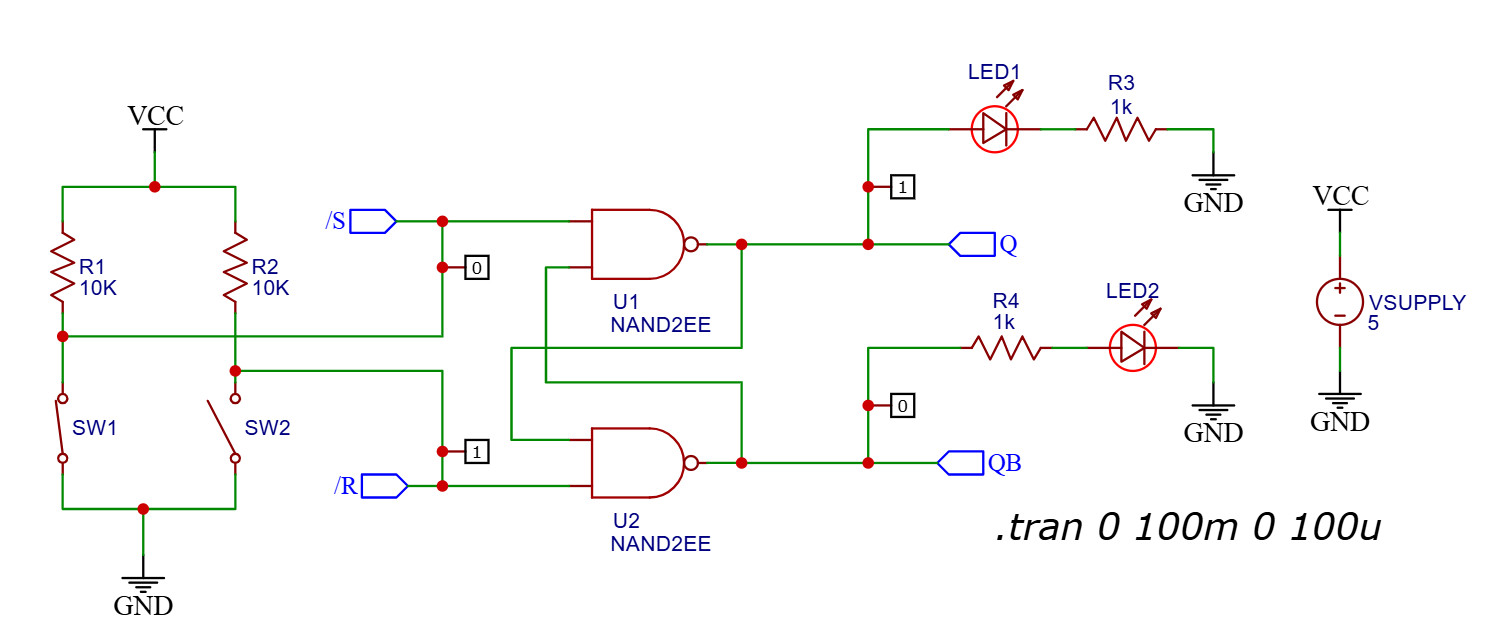 VCC
R1
10K
R2
10K
SW1
SW2
GND
/S
0
1
/R
U1
NAND2EE
U2
NAND2EE
LED1
R3
1k
1
GND
Q
R4
1k
LED2
0
GND
QB
VCC
VSUPPLY
5
GND
.tran 0 100m 0 100u